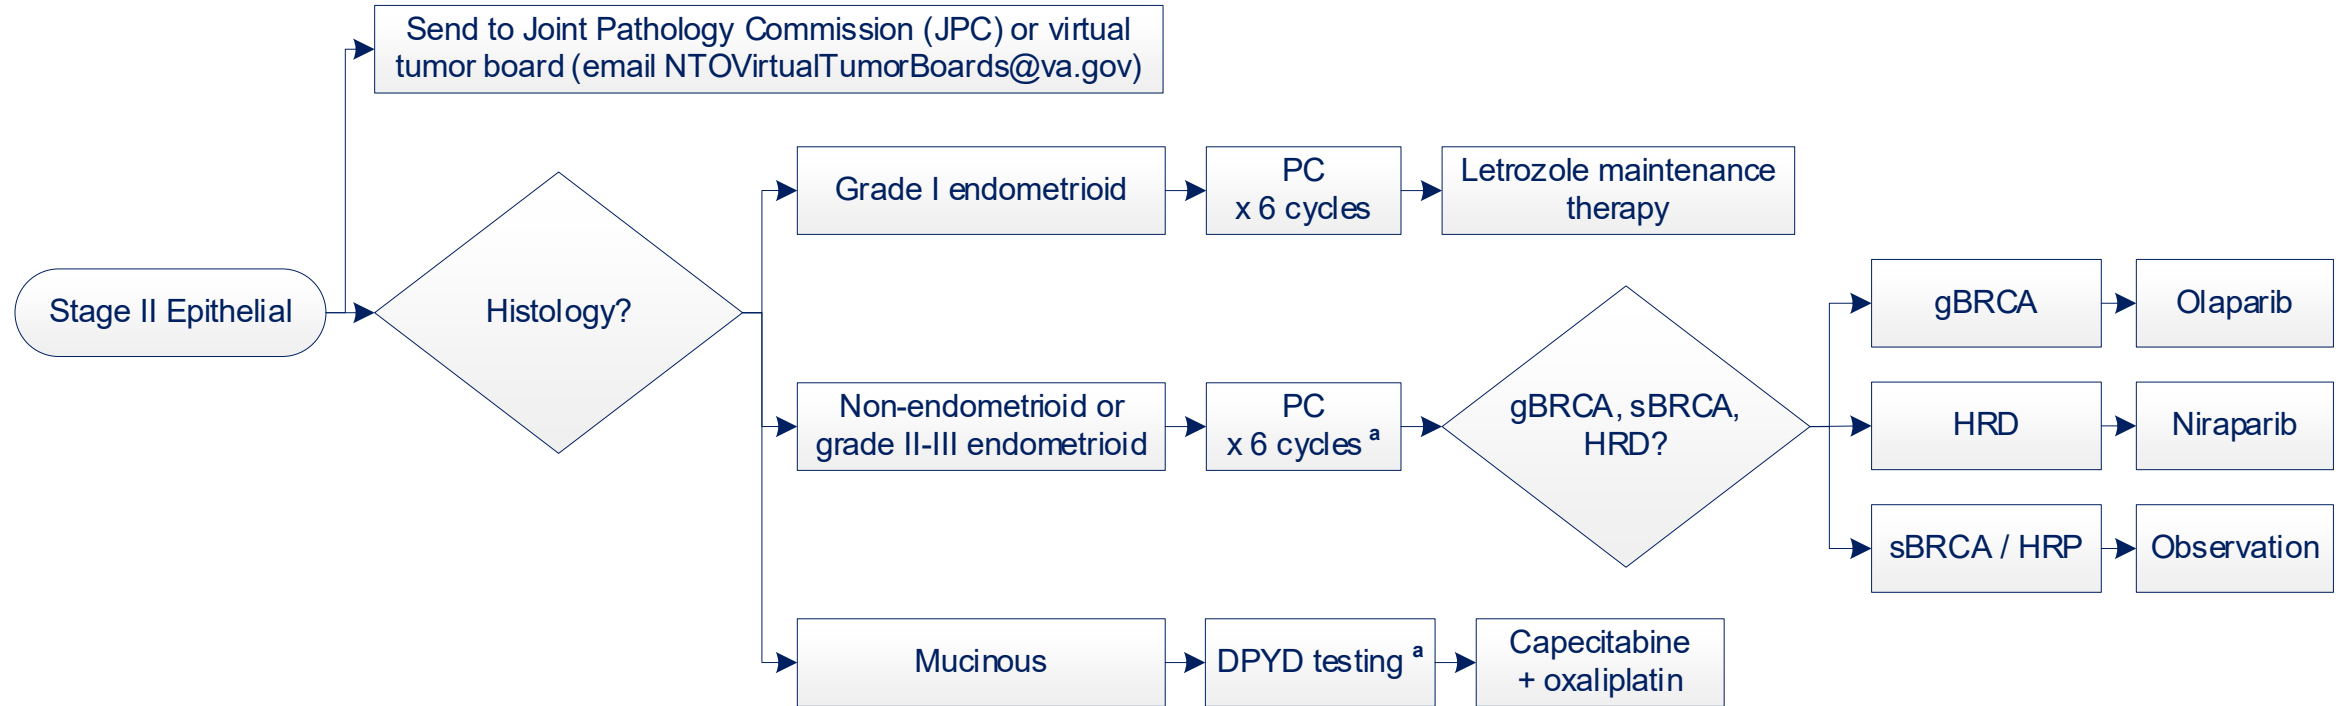 Send to Joint Pathology Commission (JPC) or virtual
tumor board (email NTOVirtualTumorBoards@va.gov)
Stage II Epithelial
Histology?
Grade I endometrioid
PC
x 6 cycles
Letrozole maintenance
therapy
Non-endometrioid or
grade II-III endometrioid
PC
x 6 cycles a
gBRCA, sBRCA,
HRD?
gBRCA
Olaparib
HRD
Niraparib
sBRCA / HRP
Observation
Mucinous
DPYD testing a
Capecitabine
+ oxaliplatin